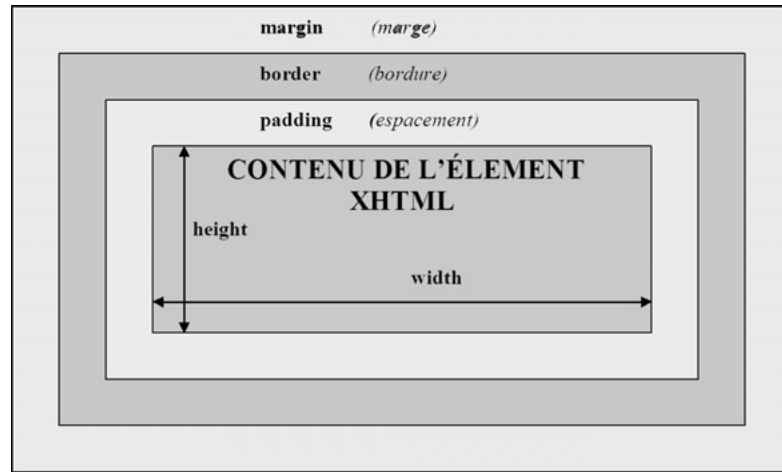 margin (marge)
border (bordure)
padding (espacement)
CONTENU DE L’ÉLEMENT
XHTML
height
width